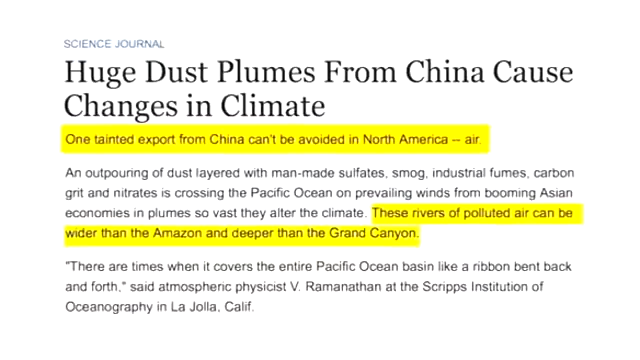 SCIENCE JOURNAL
Huge Dust Plumes From China Cause
Changes in Climate
One tainted export from China can't be avoided in North America -- air.
An outpouring of dust layered with man-made sulfates, smog, industrial fumes, carbon
grit and nitrates is crossing the Pacific Ocean on prevailing winds from booming Asian
economies in plumes so vast they alter the climate. These rivers of polluted air can be
wider than the Amazon and deeper than the Grand Canyon.
"There are times when it covers the entire Pacific Ocean basin like a ribbon bent back
and forth," said atmospheric physicist V. Ramanathan at the Scripps Institution of
Oceanography in La Jolla, Calif.